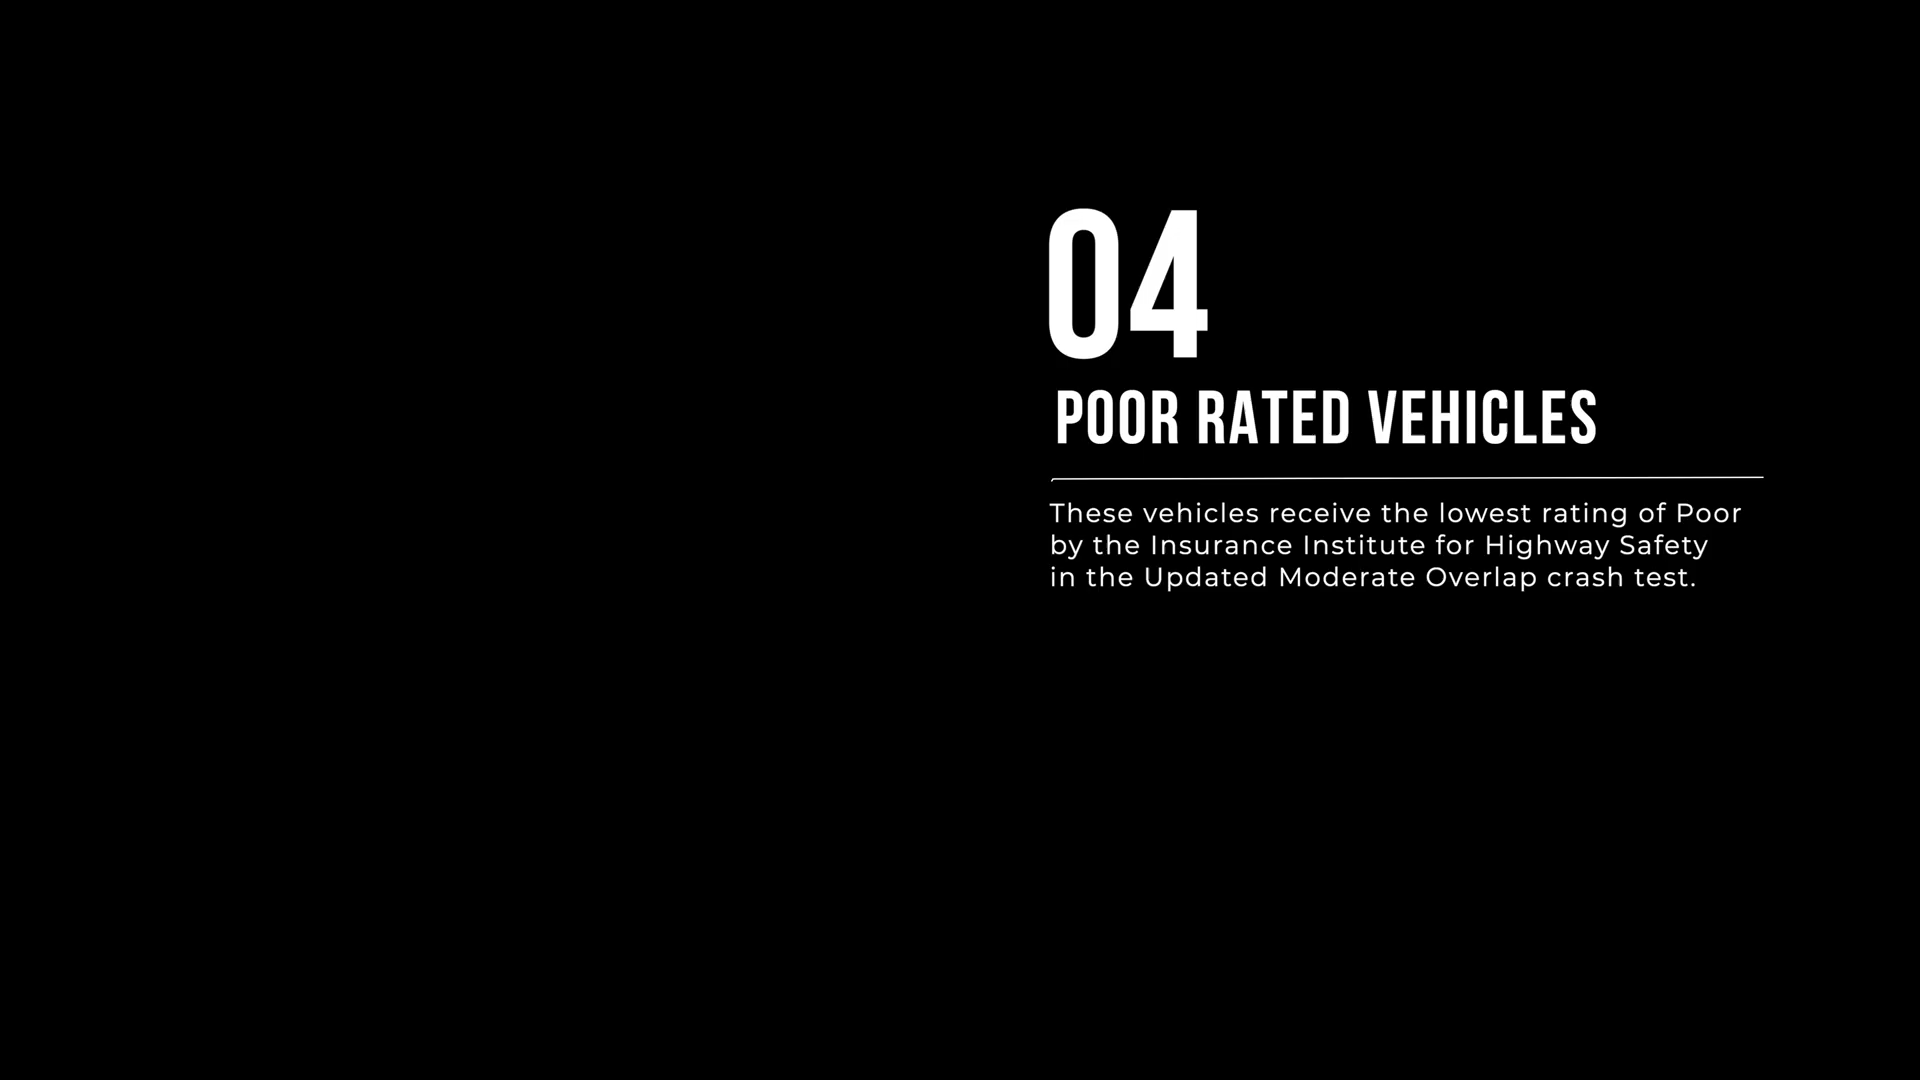 04
POOR RATED VEHICLES
These vehicles receive the lowest rating of Poor
by the Insurance Institute for Highway Safety
in the Updated Moderate Overlap crash test.